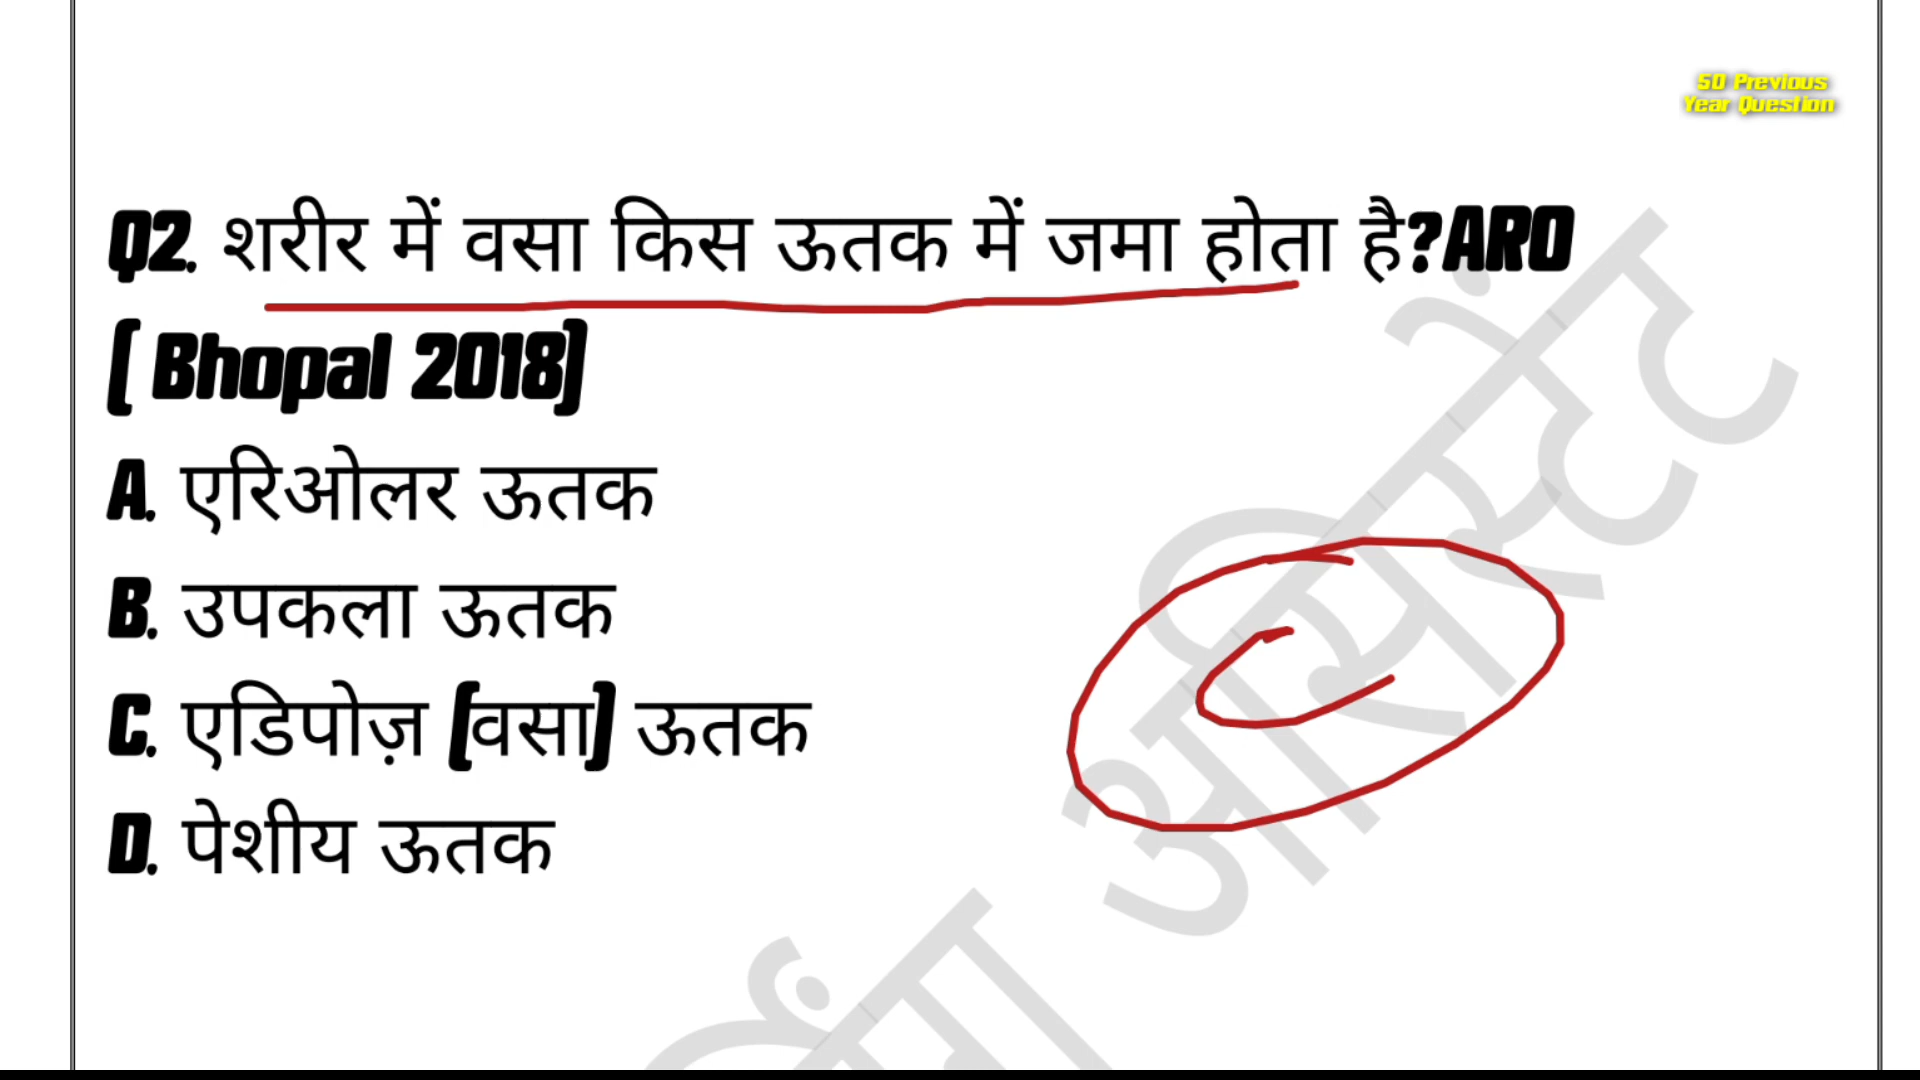 50 Previous
Year Question
Q2. शरीर में वसा किस ऊतक में जमा होता है?ARO
( Bhopal 2018)
A. एरिओलर ऊतक
B. उपकला ऊतक
C. एडिपोज़ (वसा) ऊतक
D. पेशीय ऊतक